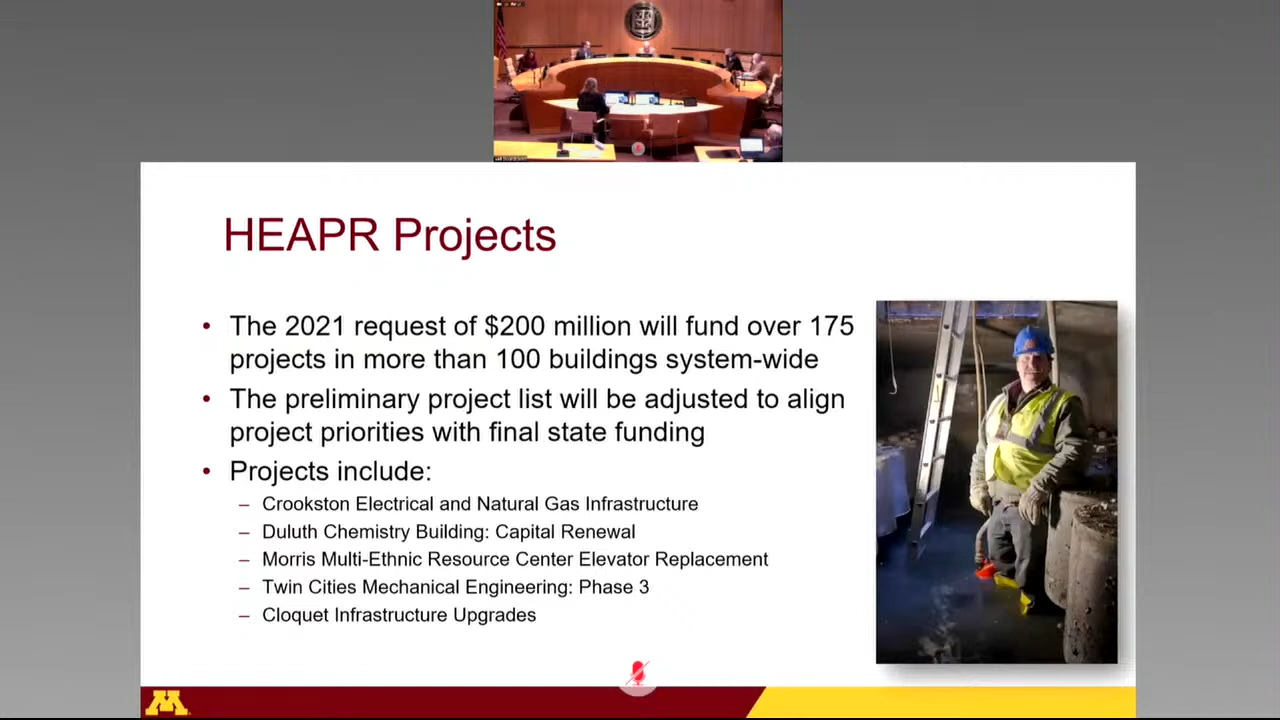 HEAPR Projects
• The 2021 request of $200 million will fund over 175
projects in more than 100 buildings system-wide
• The preliminary project list will be adjusted to align
project priorities with final state funding
• Projects include:
– Crookston Electrical and Natural Gas Infrastructure
– Duluth Chemistry Building: Capital Renewal
– Morris Multi-Ethnic Resource Center Elevator Replacement
– Twin Cities Mechanical Engineering: Phase 3
– Cloquet Infrastructure Upgrades
M